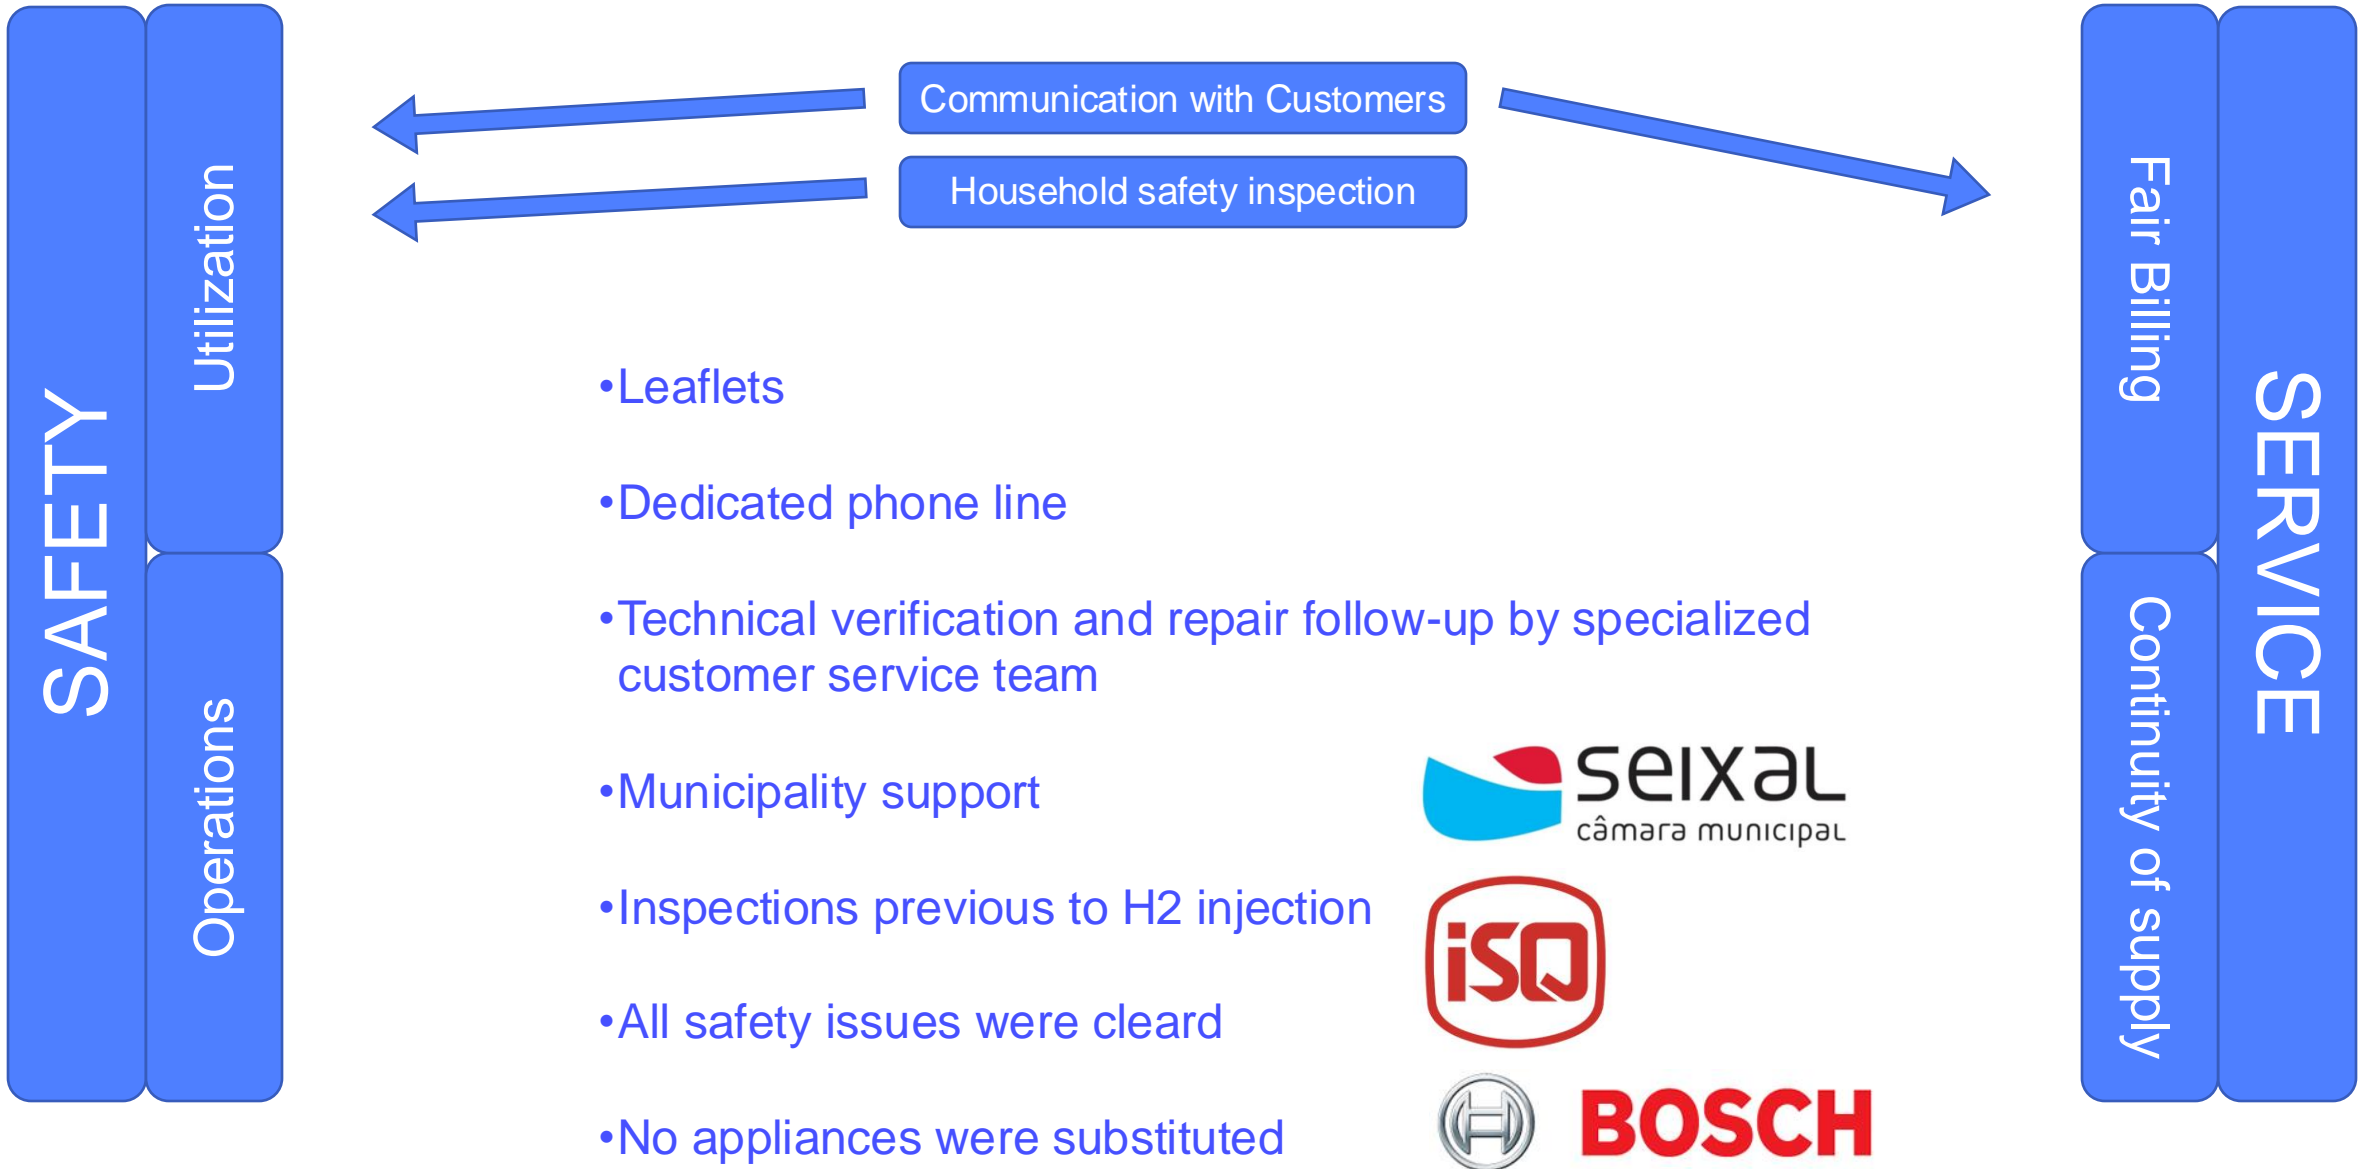 SAFETY
Utilization
Operations
Communication with Customers
Household safety inspection
Fair Billing
Continuity of supply
SERVICE
•Leaflets
•Dedicated phone line
•Technical verification and repair follow-up by specialized
customer service team
•Municipality support
seixal
câmara municipal
•Inspections previous to H2 injection
iSQ
•All safety issues were cleard
•No appliances were substituted
BOSCH